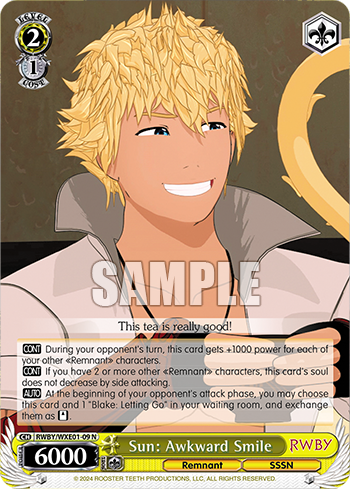 LEVEL
2
1
COST
SAMPLE
This tea is really good!
CONT During your opponent's turn, this card gets +1000 power for each of
your other «Remnant» characters.
CONT If you have 2 or more other «Remnant» characters, this card's soul
does not decrease by side attacking.
AUTO At the beginning of your opponent's attack phase, you may choose
this card and 1 "Blake: Letting Go" in your waiting room, and exchange
them as [ ].
CH RWBY/WXE01-09 N
Sun: Awkward Smile
RWBY
6000
Remnant
SSSN
© 2024 ROOSTER TEETH PRODUCTIONS, LLC, ALL RIGHTS RESERVED.